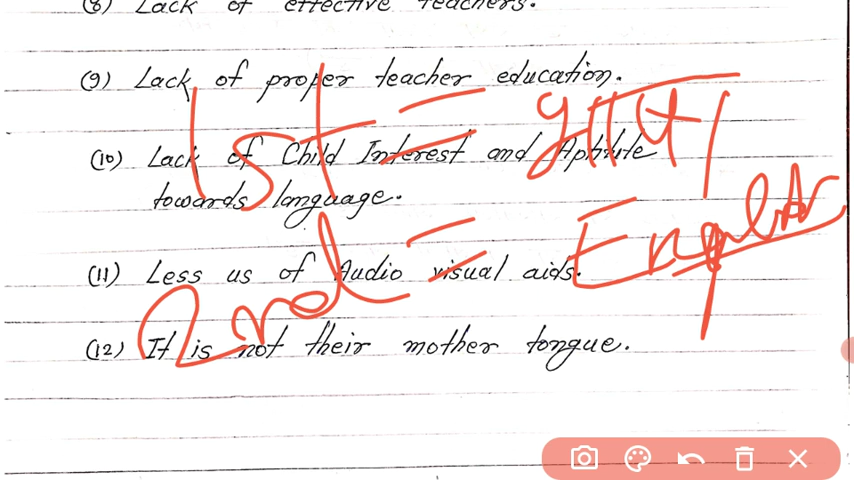 (8) Lack of effective teachers.
(9) Lack of proper teacher education.
(10) Lack of Child Interest and Aptitute
towards language.
(11) Less us of Audio visual aids.
(12) It is not their mother tongue.
1st =
2nd = English